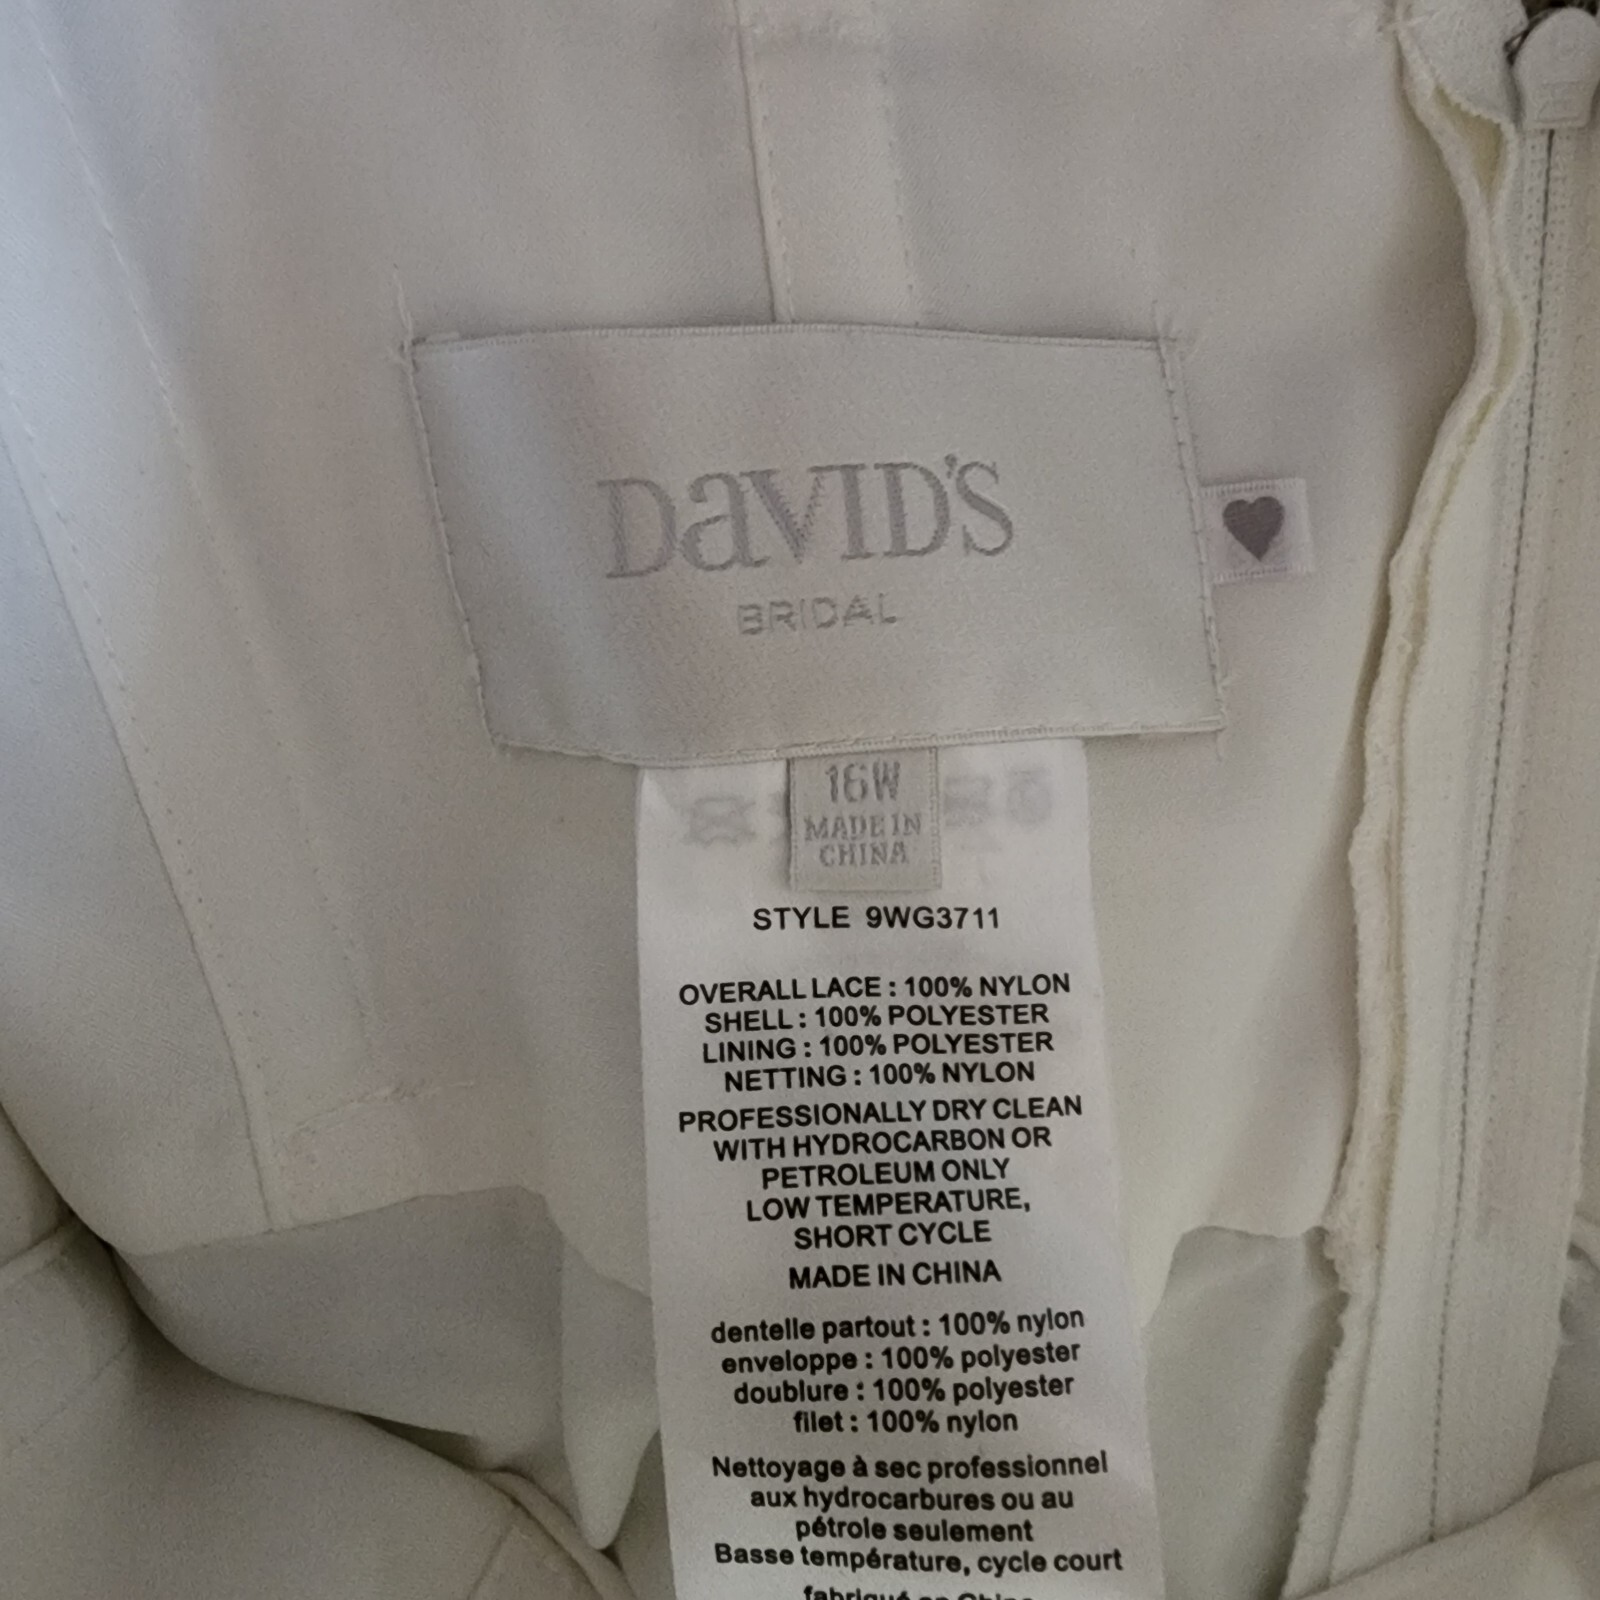 DAVID'S
BRIDAL
16W
MADE IN
CHINA
STYLE 9WG3711
OVERALL LACE : 100% NYLON
SHELL : 100% POLYESTER
LINING : 100% POLYESTER
NETTING : 100% NYLON
PROFESSIONALLY DRY CLEAN
WITH HYDROCARBON OR
PETROLEUM ONLY
LOW TEMPERATURE,
SHORT CYCLE
MADE IN CHINA
dentelle partout : 100% nylon
enveloppe : 100% polyester
doublure : 100% polyester
filet : 100% nylon
Nettoyage à sec professionnel
aux hydrocarbures ou au
pétrole seulement
Basse température, cycle court
fabriqué en China